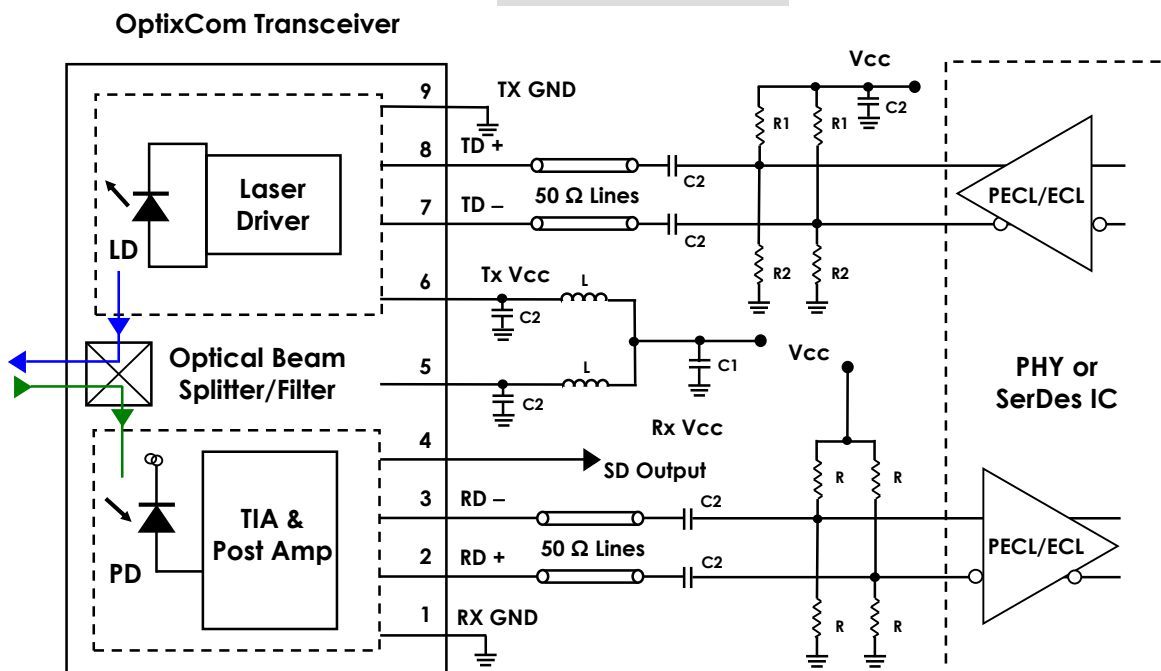 OptixCom Transceiver
9
TX GND
Vcc
C2
R1
R1
8
TD +
C2
Laser
Driver
50 Ω Lines
PECL/ECL
7
TD –
C2
LD
R2
R2
6
Tx Vcc
L
C2
C1
Vcc
Optical Beam
Splitter/Filter
5
L
C2
PHY or
SerDes IC
Rx Vcc
4
SD Output
R
R
3
RD –
C2
TIA &
Post Amp
50 Ω Lines
PECL/ECL
2
RD +
C2
PD
1
RX GND
R
R